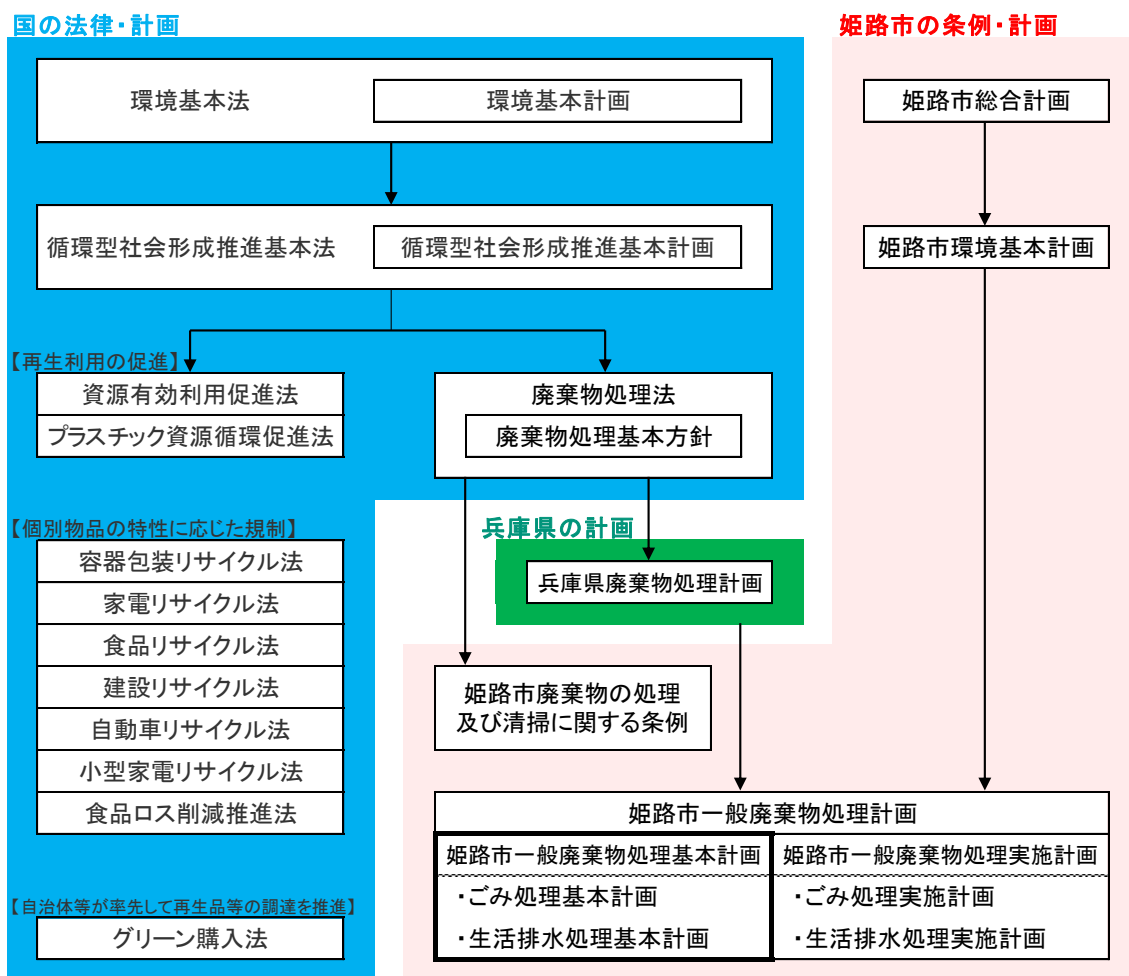 国の法律・計画
環境基本法
環境基本計画
循環型社会形成推進基本法
循環型社会形成推進基本計画
【再生利用の促進】
資源有効利用促進法
プラスチック資源循環促進法
廃棄物処理法
廃棄物処理基本方針
【個別物品の特性に応じた規制】
容器包装リサイクル法
家電リサイクル法
食品リサイクル法
建設リサイクル法
自動車リサイクル法
小型家電リサイクル法
食品ロス削減推進法
【自治体等が率先して再生品等の調達を推進】
グリーン購入法
兵庫県の計画
兵庫県廃棄物処理計画
姫路市の条例・計画
姫路市総合計画
姫路市環境基本計画
姫路市廃棄物の処理
及び清掃に関する条例
姫路市一般廃棄物処理計画
姫路市一般廃棄物処理基本計画
・ごみ処理基本計画
・生活排水処理基本計画
姫路市一般廃棄物処理実施計画
・ごみ処理実施計画
・生活排水処理実施計画